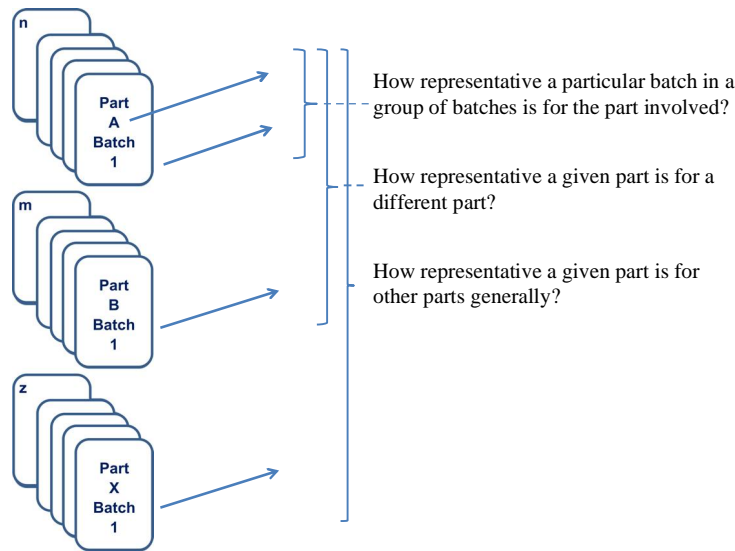 n
Part
A
Batch
1
How representative a particular batch in a
group of batches is for the part involved?
How representative a given part is for a
different part?
m
Part
B
Batch
1
How representative a given part is for
other parts generally?
z
Part
X
Batch
1